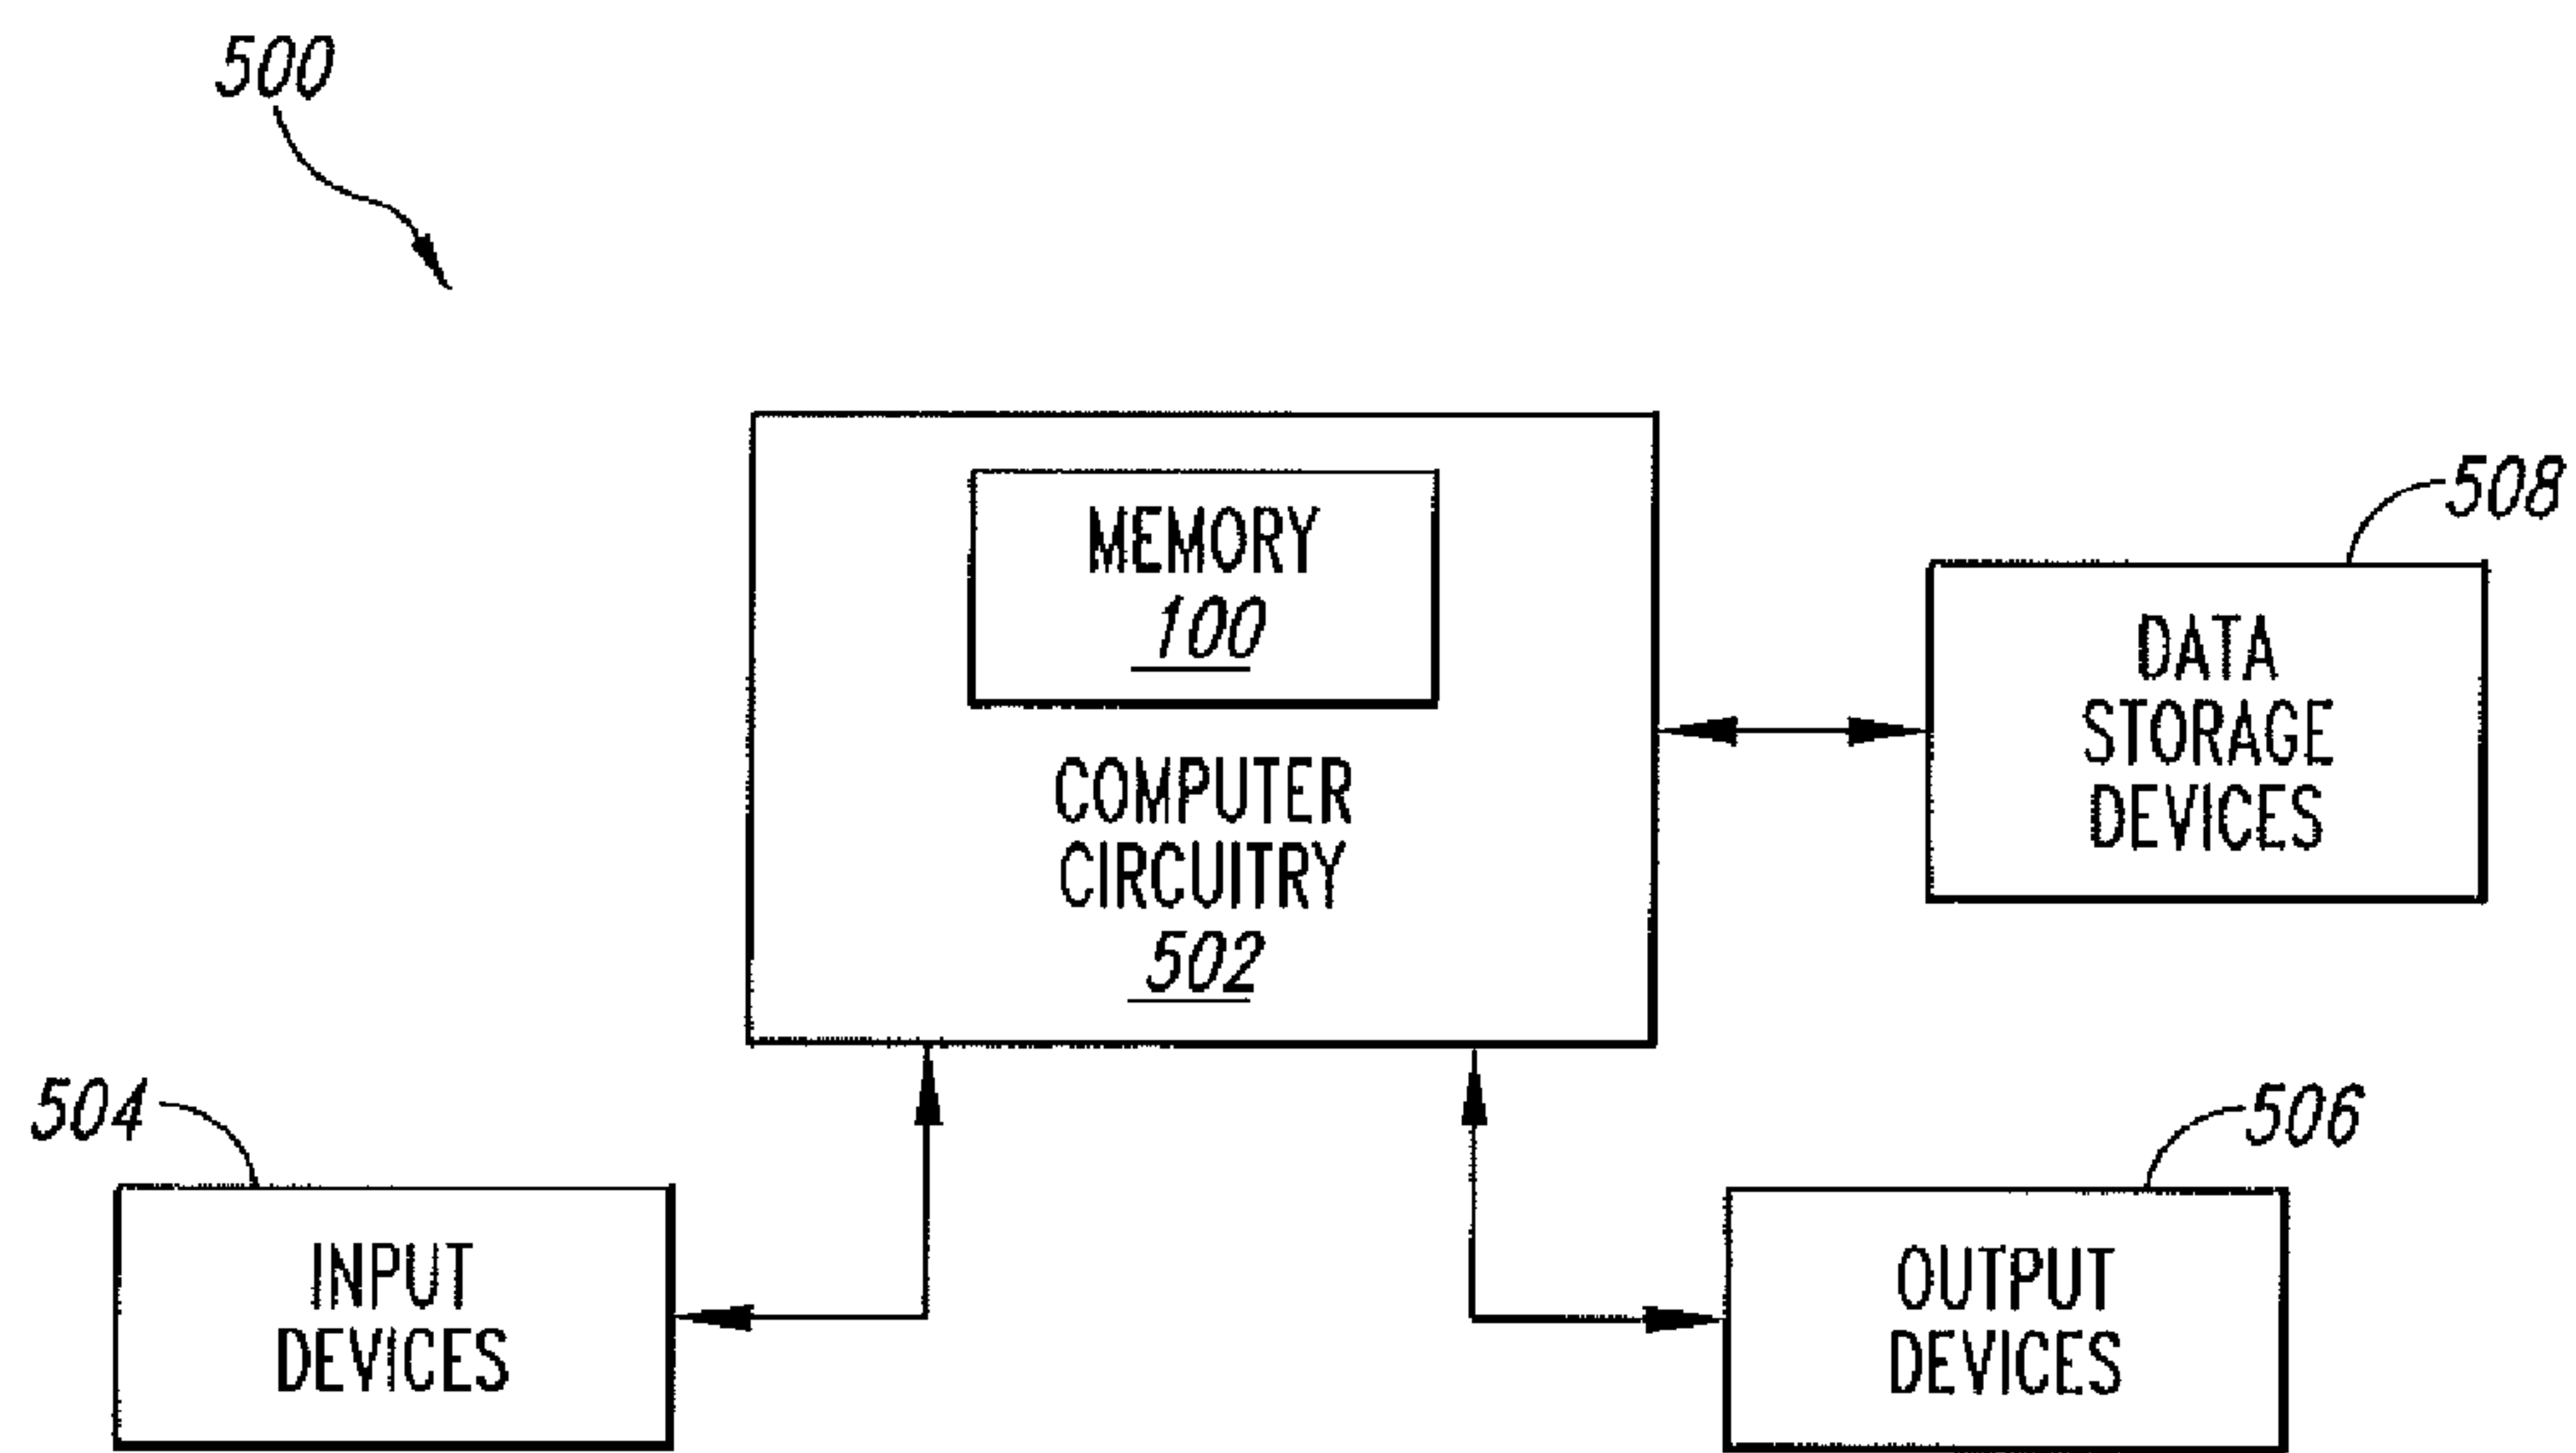 500
MEMORY
100
508
DATA
STORAGE
DEVICES
COMPUTER
CIRCUITRY
502
504
INPUT
DEVICES
506
OUTPUT
DEVICES